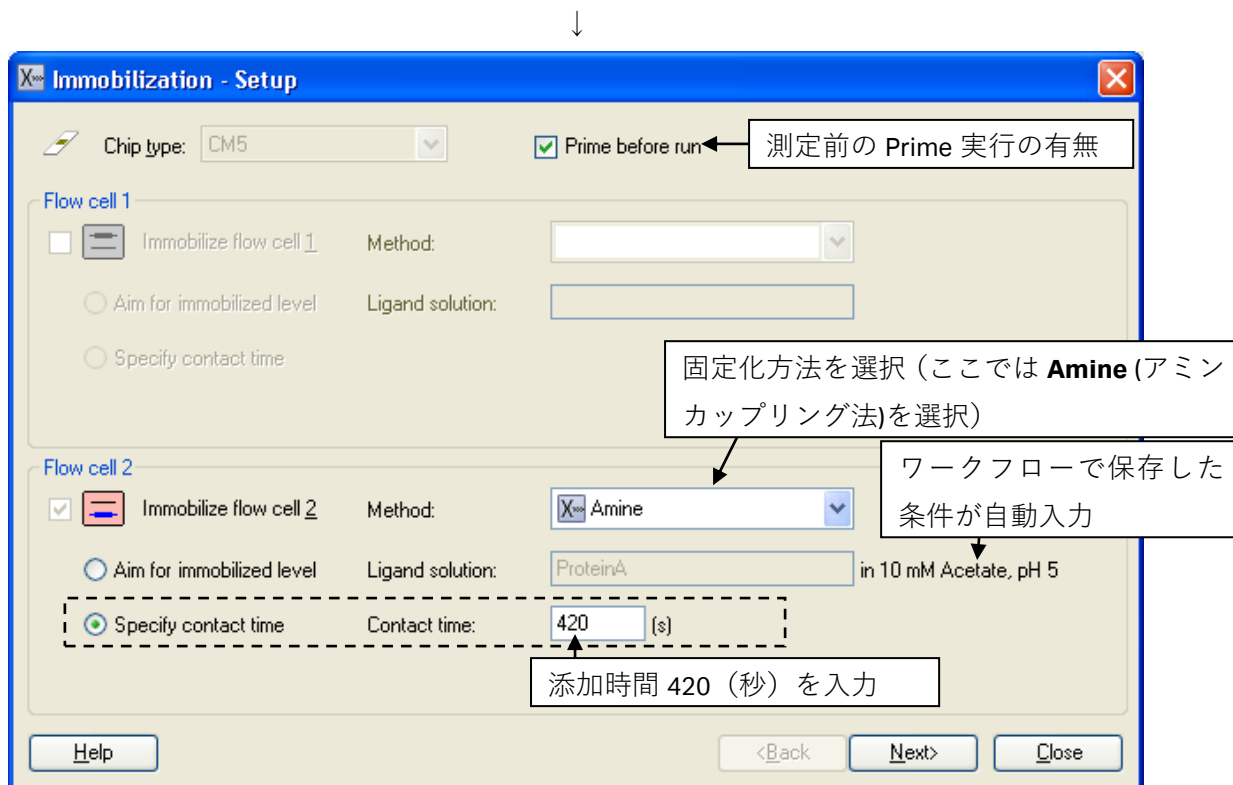 ↓
Immobilization - Setup
Chip type: CM5
Prime before run
測定前の Prime 実行の有無
Flow cell 1
Immobilize flow cell 1 Method:
Aim for immobilized level Ligand solution:
Specify contact time
固定化方法を選択（ここでは Amine (アミン
カップリング法)を選択）
Flow cell 2
ワークフローで保存した
条件が自動入力
Immobilize flow cell 2 Method: Amine
Aim for immobilized level Ligand solution: ProteinA in 10 mM Acetate, pH 5
Specify contact time Contact time: 420 (s)
添加時間 420（秒）を入力
Help <Back Next> Close